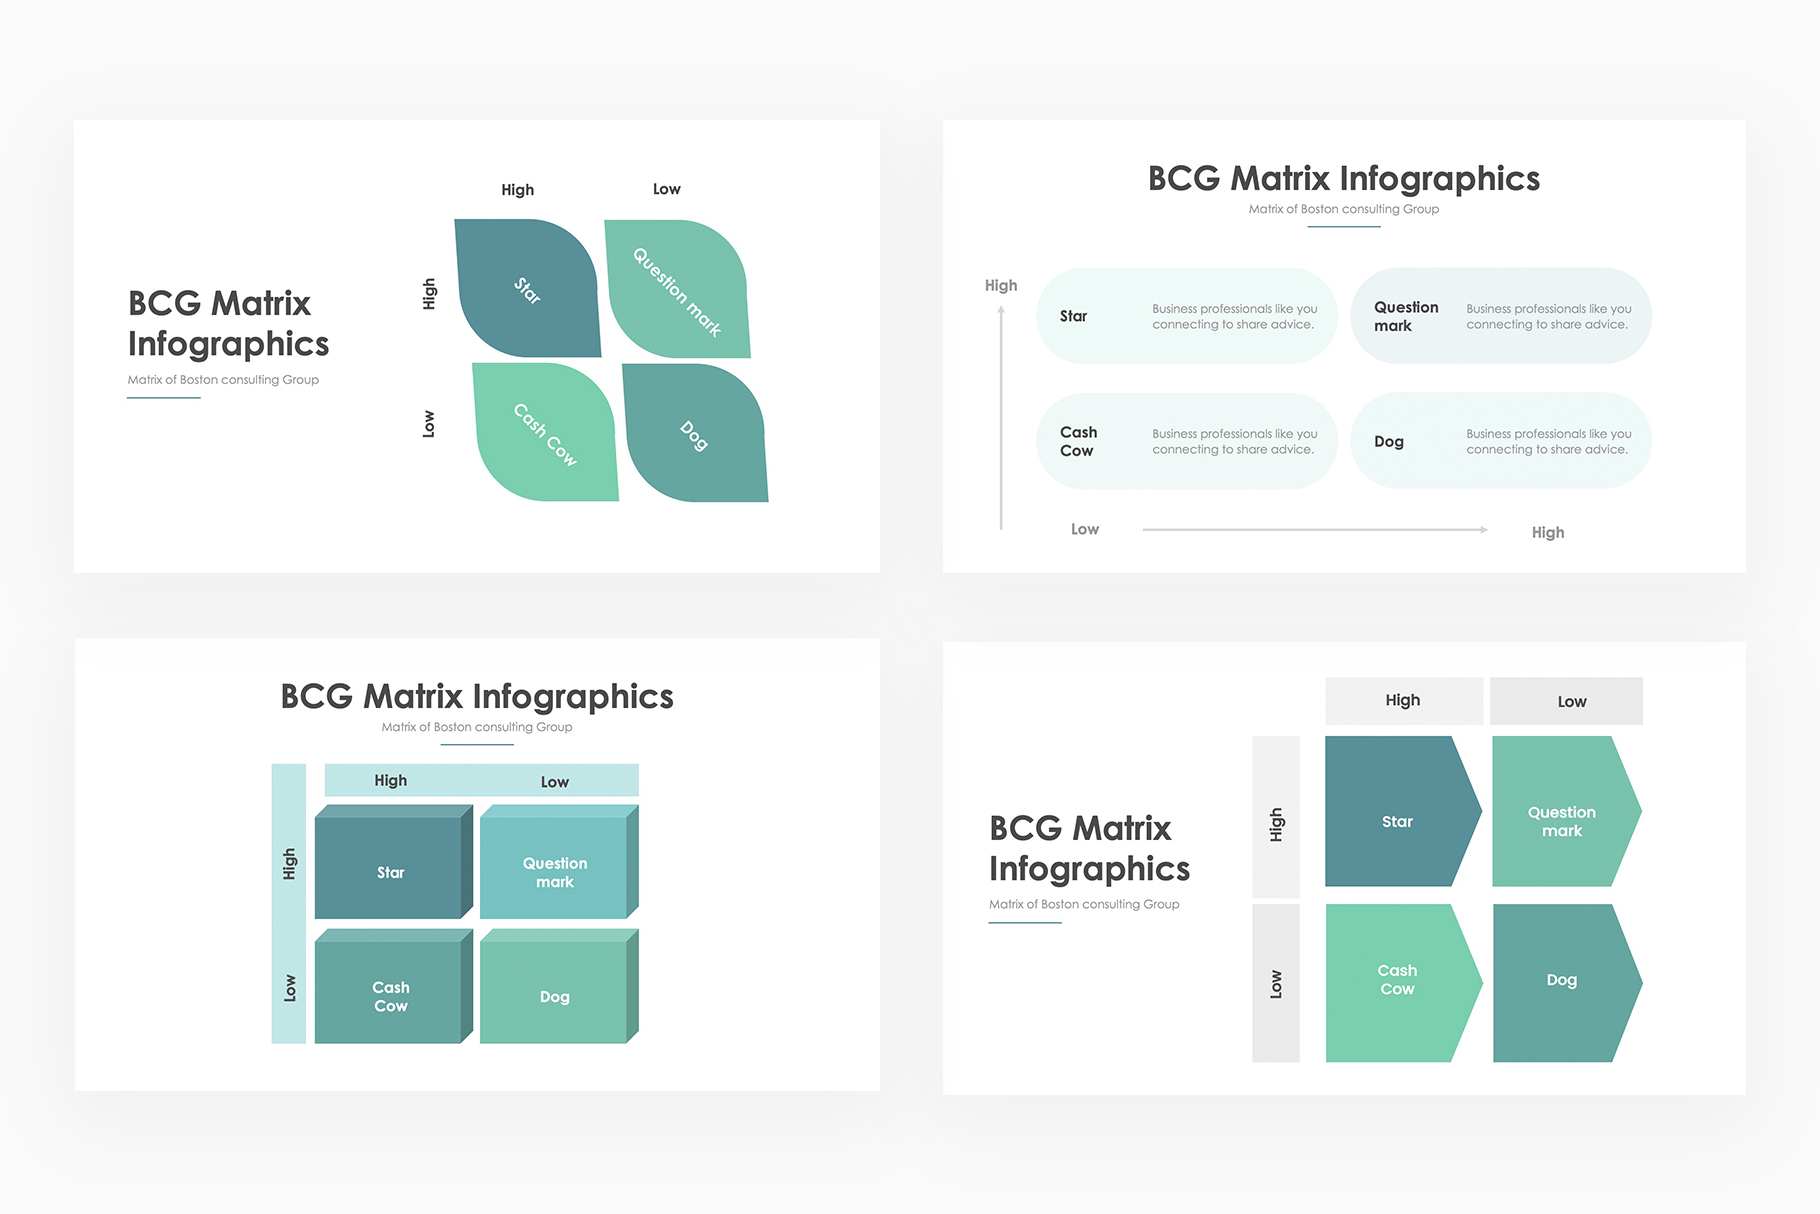 High
Low
High
Low
Star
Question mark
Cash Cow
Dog
BCG Matrix
Infographics
Matrix of Boston consulting Group
BCG Matrix Infographics
Matrix of Boston consulting Group
High
Star
Business professionals like you
connecting to share advice.
Question
mark
Business professionals like you
connecting to share advice.
Cash
Cow
Business professionals like you
connecting to share advice.
Dog
Business professionals like you
connecting to share advice.
Low
High
BCG Matrix Infographics
Matrix of Boston consulting Group
High
Low
High
Low
Star
Question
mark
Cash
Cow
Dog
BCG Matrix
Infographics
Matrix of Boston consulting Group
High
Low
High
Low
Star
Question
mark
Cash
Cow
Dog